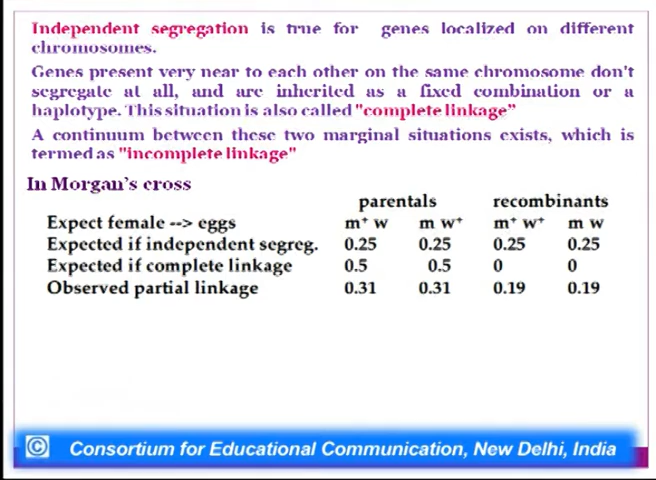 Independent segregation is true for genes localized on different
chromosomes.
Genes present very near to each other on the same chromosome don't
segregate at all, and are inherited as a fixed combination or a
haplotype. This situation is also called "complete linkage"
A continuum between these two marginal situations exists, which is
termed as "incomplete linkage"
In Morgan's cross
parentals recombinants
Expect female --> eggs m⁺ w m w⁺ m⁺ w⁺ m w
Expected if independent segreg. 0.25 0.25 0.25 0.25
Expected if complete linkage 0.5 0.5 0 0
Observed partial linkage 0.31 0.31 0.19 0.19
© Consortium for Educational Communication, New Delhi, India